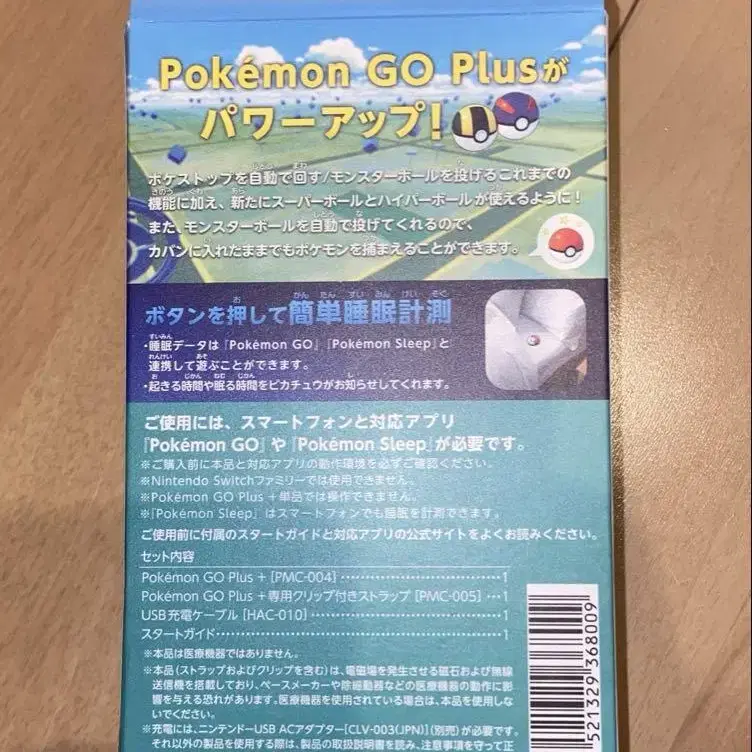 Pokémon GO Plusが
パワーアップ!
ポケストップを自動で回す/モンスターボールを投げるこれまでの
機能に加え、新たにスーパーボールとハイパーボールが使えるように!
また、モンスターボールを自動で投げてくれるので、
カバンに入れたままでもポケモンを捕まえることができます。
ボタンを押して簡単睡眠計測
・睡眠データは『Pokémon GO』『Pokémon Sleep』と
連携して遊ぶことができます。
・起きる時間や眠る時間をピカチュウがお知らせしてくれます。
ご使用には、スマートフォンと対応アプリ
『Pokémon GO』や『Pokémon Sleep』が必要です。
※ご購入前に本品と対応アプリの動作環境を必ずご確認ください。
※Nintendo Switchファミリーでは使用できません。
※Pokémon GO Plus +単品では操作できません。
※『Pokémon Sleep』はスマートフォンでも睡眠を計測できます。
ご使用前に付属のスタートガイドと対応アプリの公式サイトをよくお読みください。
セット内容
Pokémon GO Plus + [PMC-004]……1
Pokémon GO Plus +専用クリップ付きストラップ [PMC-005]…1
USB充電ケーブル [HAC-010]……1
スタートガイド……1
※本品は医療機器ではありません。
※本品(ストラップおよびクリップを含む)は、電磁場を発生させる磁石および無線
送信機を搭載しており、ペースメーカーや除細動器などの医療機器の動作に影
響を与える恐れがあります。医療機器を使用されている場合は、本品を使用しな
いでください。
※充電には、ニンテンドーUSB ACアダプター[CLV-003(JPN)](別売)が必要です。
それ以外の製品を使用する際は、製品の取扱説明書を読み、注意事項を守って正
521329368009